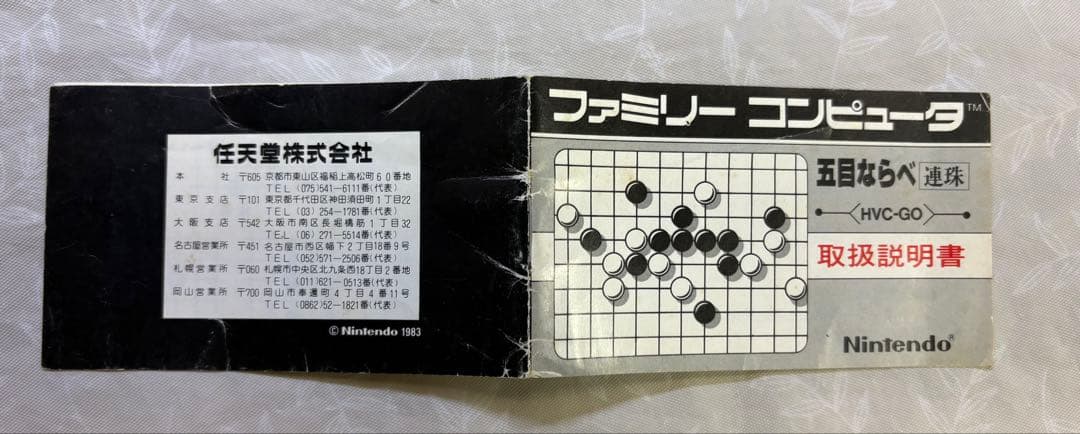 任天堂株式会社
本社 〒605 京都市東山区福稲上高松町60番地
TEL (075)541-6111番(代表)
東京支店 〒101 東京都千代田区神田須田町1丁目22
TEL (03) 254-1781番(代表)
大阪支店 〒542 大阪市南区長堀橋筋1丁目32
TEL (06) 271-5514番(代表)
名古屋営業所 〒451 名古屋市西区幅下2丁目18番9号
TEL (052)571-2506番(代表)
札幌営業所 〒060 札幌市中央区北九条西18丁目2番地
TEL (011)621-0513番(代表)
岡山営業所 〒700 岡山市奉還町4丁目4番11号
TEL (0862)52-1821番(代表)
© Nintendo 1983
ファミリー コンピュータ™
五目ならべ 連珠
HVC-GO
取扱説明書
Nintendo®